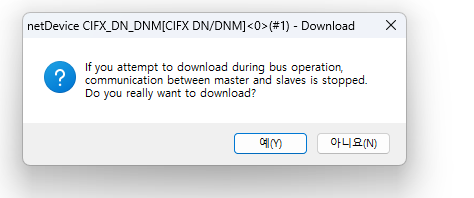 netDevice CIFX_DN_DNM[CIFX DN/DNM]<0>(#1) - Download
If you attempt to download during bus operation,
communication between master and slaves is stopped.
Do you really want to download?
예(Y)
아니요(N)